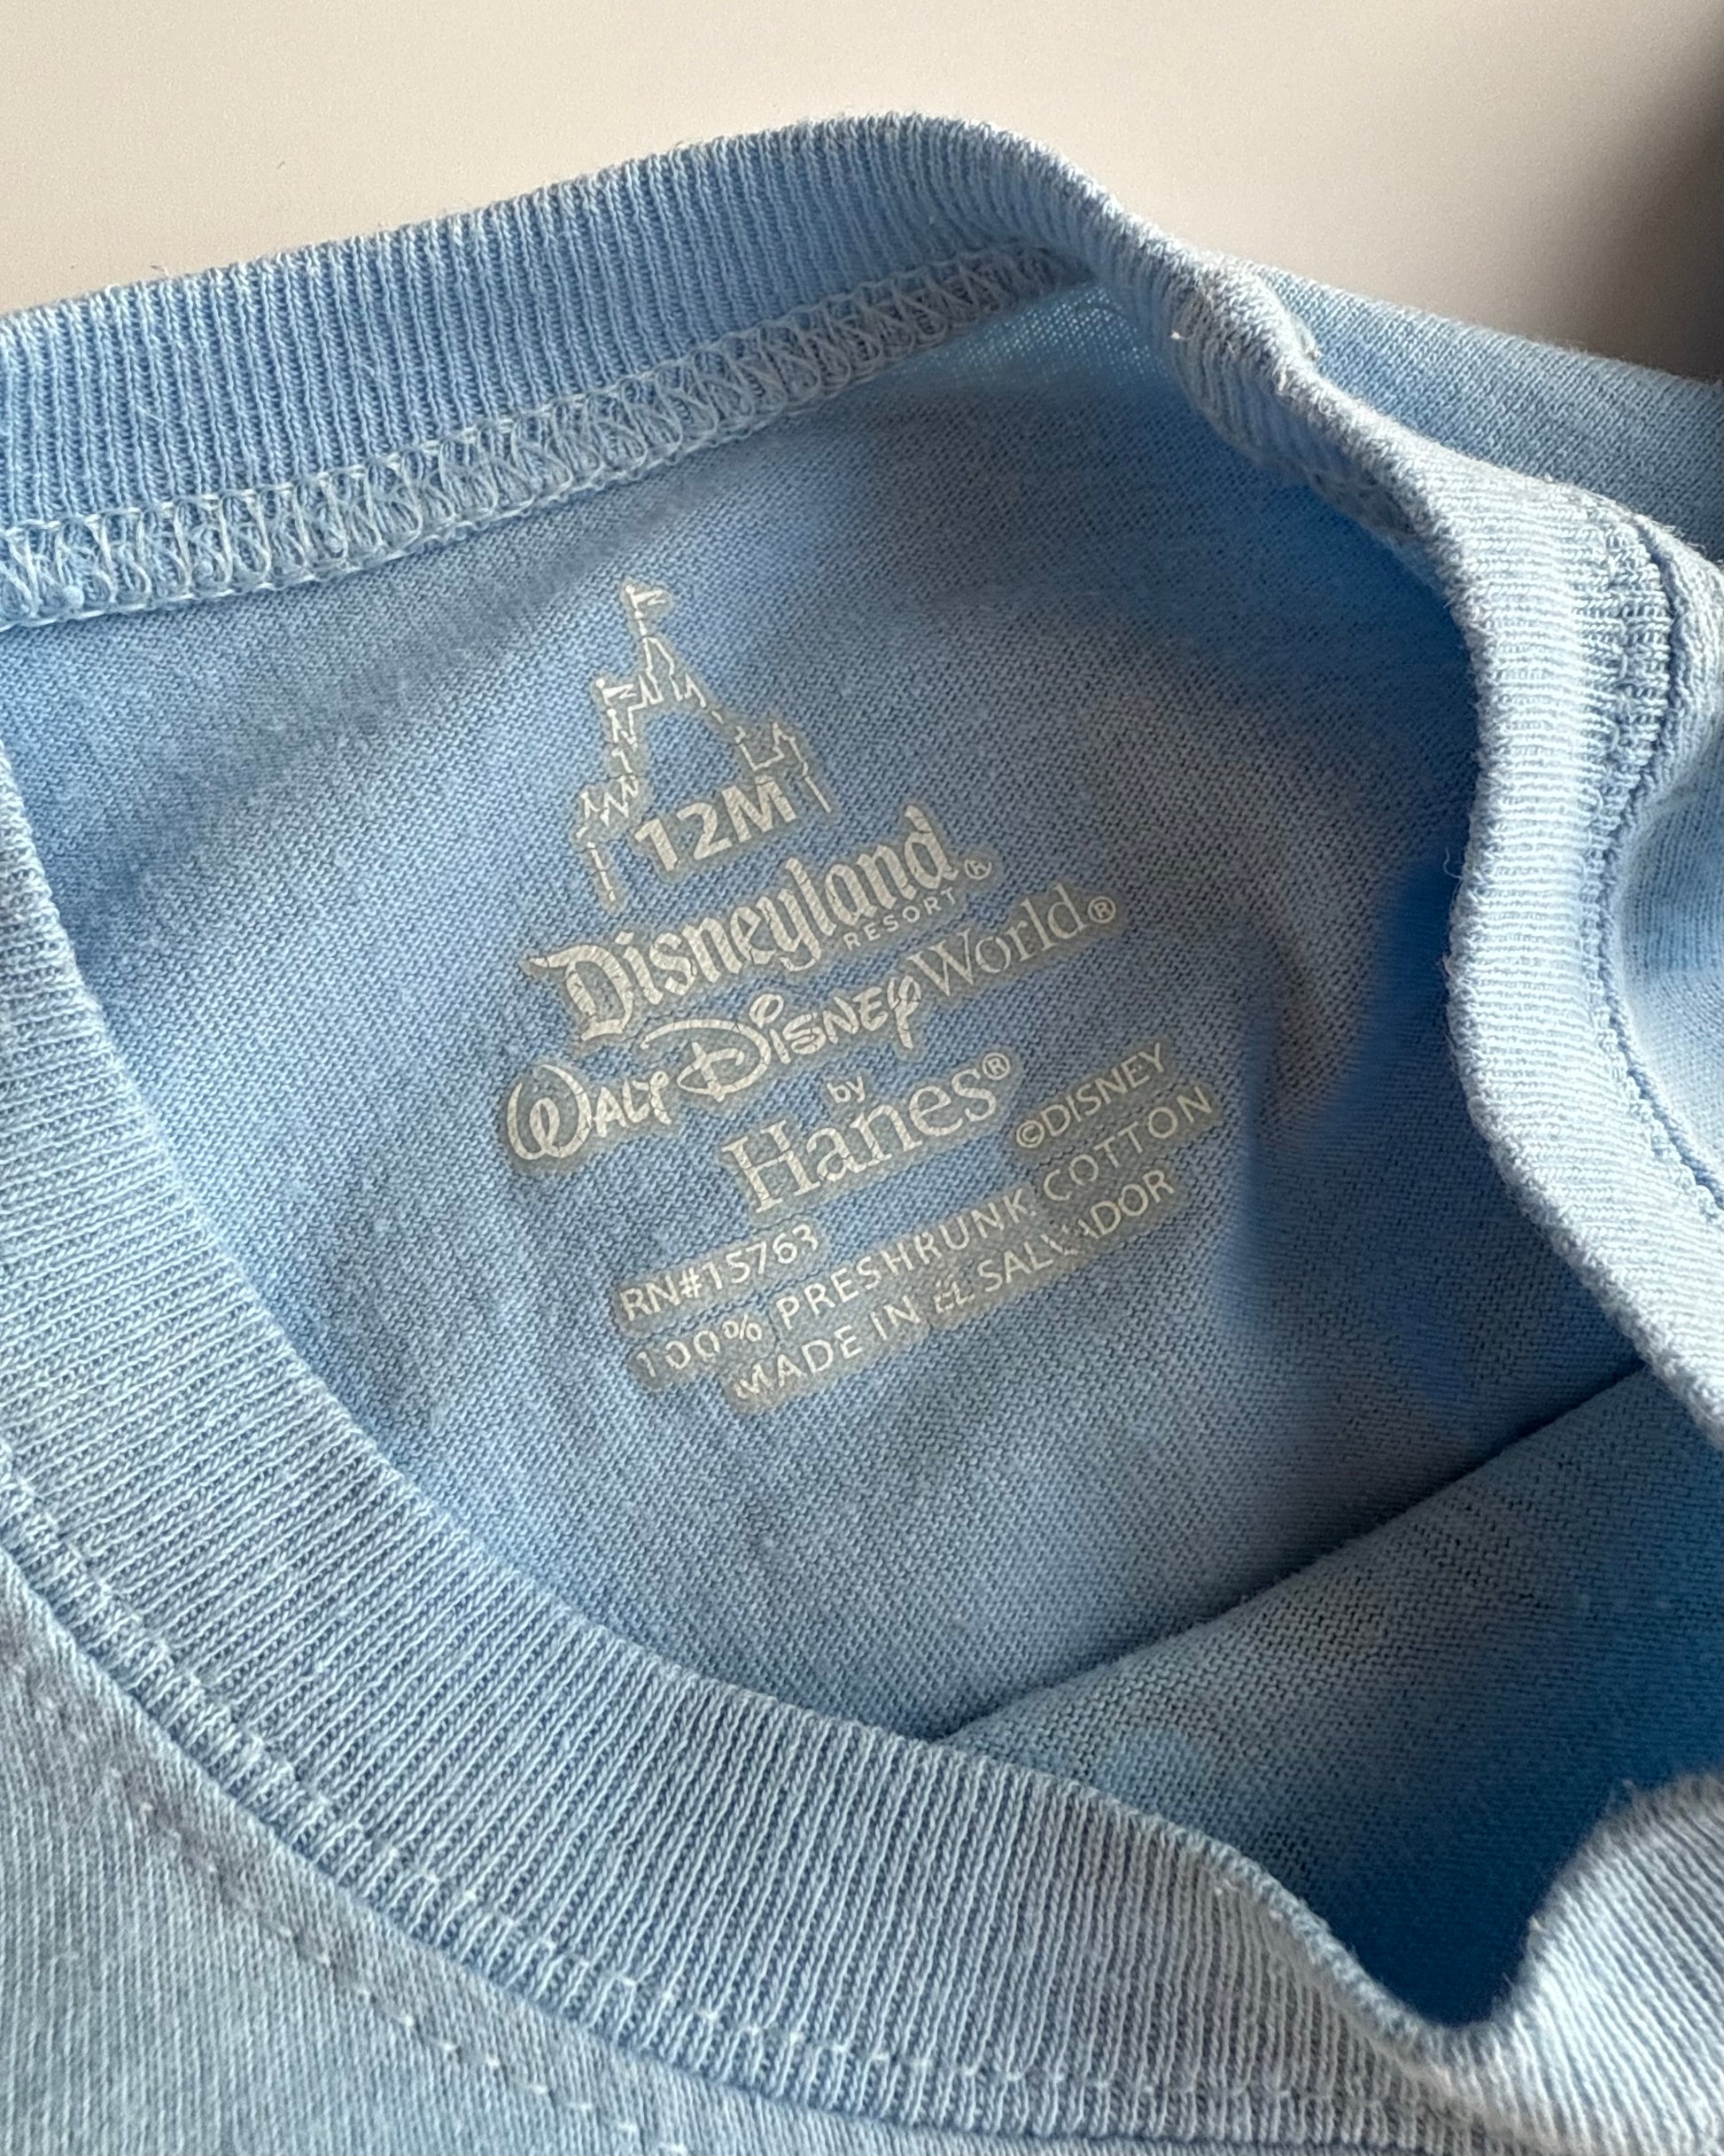 12M
Disneyland®
RESORT
Walt Disney World®
by
Hanes®
RN#15763 ©DISNEY
100% PRESHRUNK COTTON
MADE IN EL SALVADOR